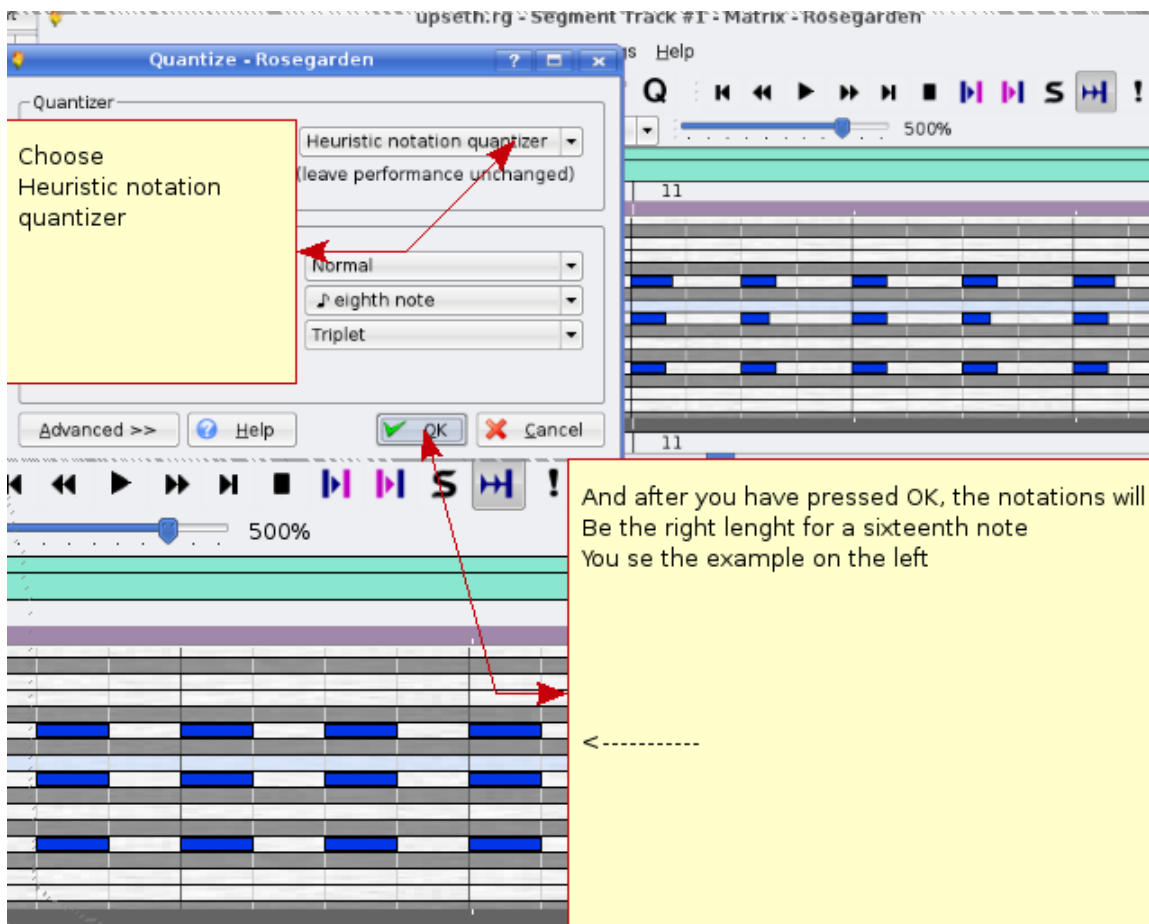 upseth.rg - Segment Track #1 - Matrix - Rosegarden
Quantize - Rosegarden
gs Help
Quantizer
Q
S
!
500%
Choose
Heuristic notation
quantizer
Heuristic notation quantizer
(leave performance unchanged)
11
Normal
♪ eighth note
Triplet
Advanced >>
Help
OK
Cancel
11
S
!
500%
And after you have pressed OK, the notations will
Be the right lenght for a sixteenth note
You se the example on the left
<-----------